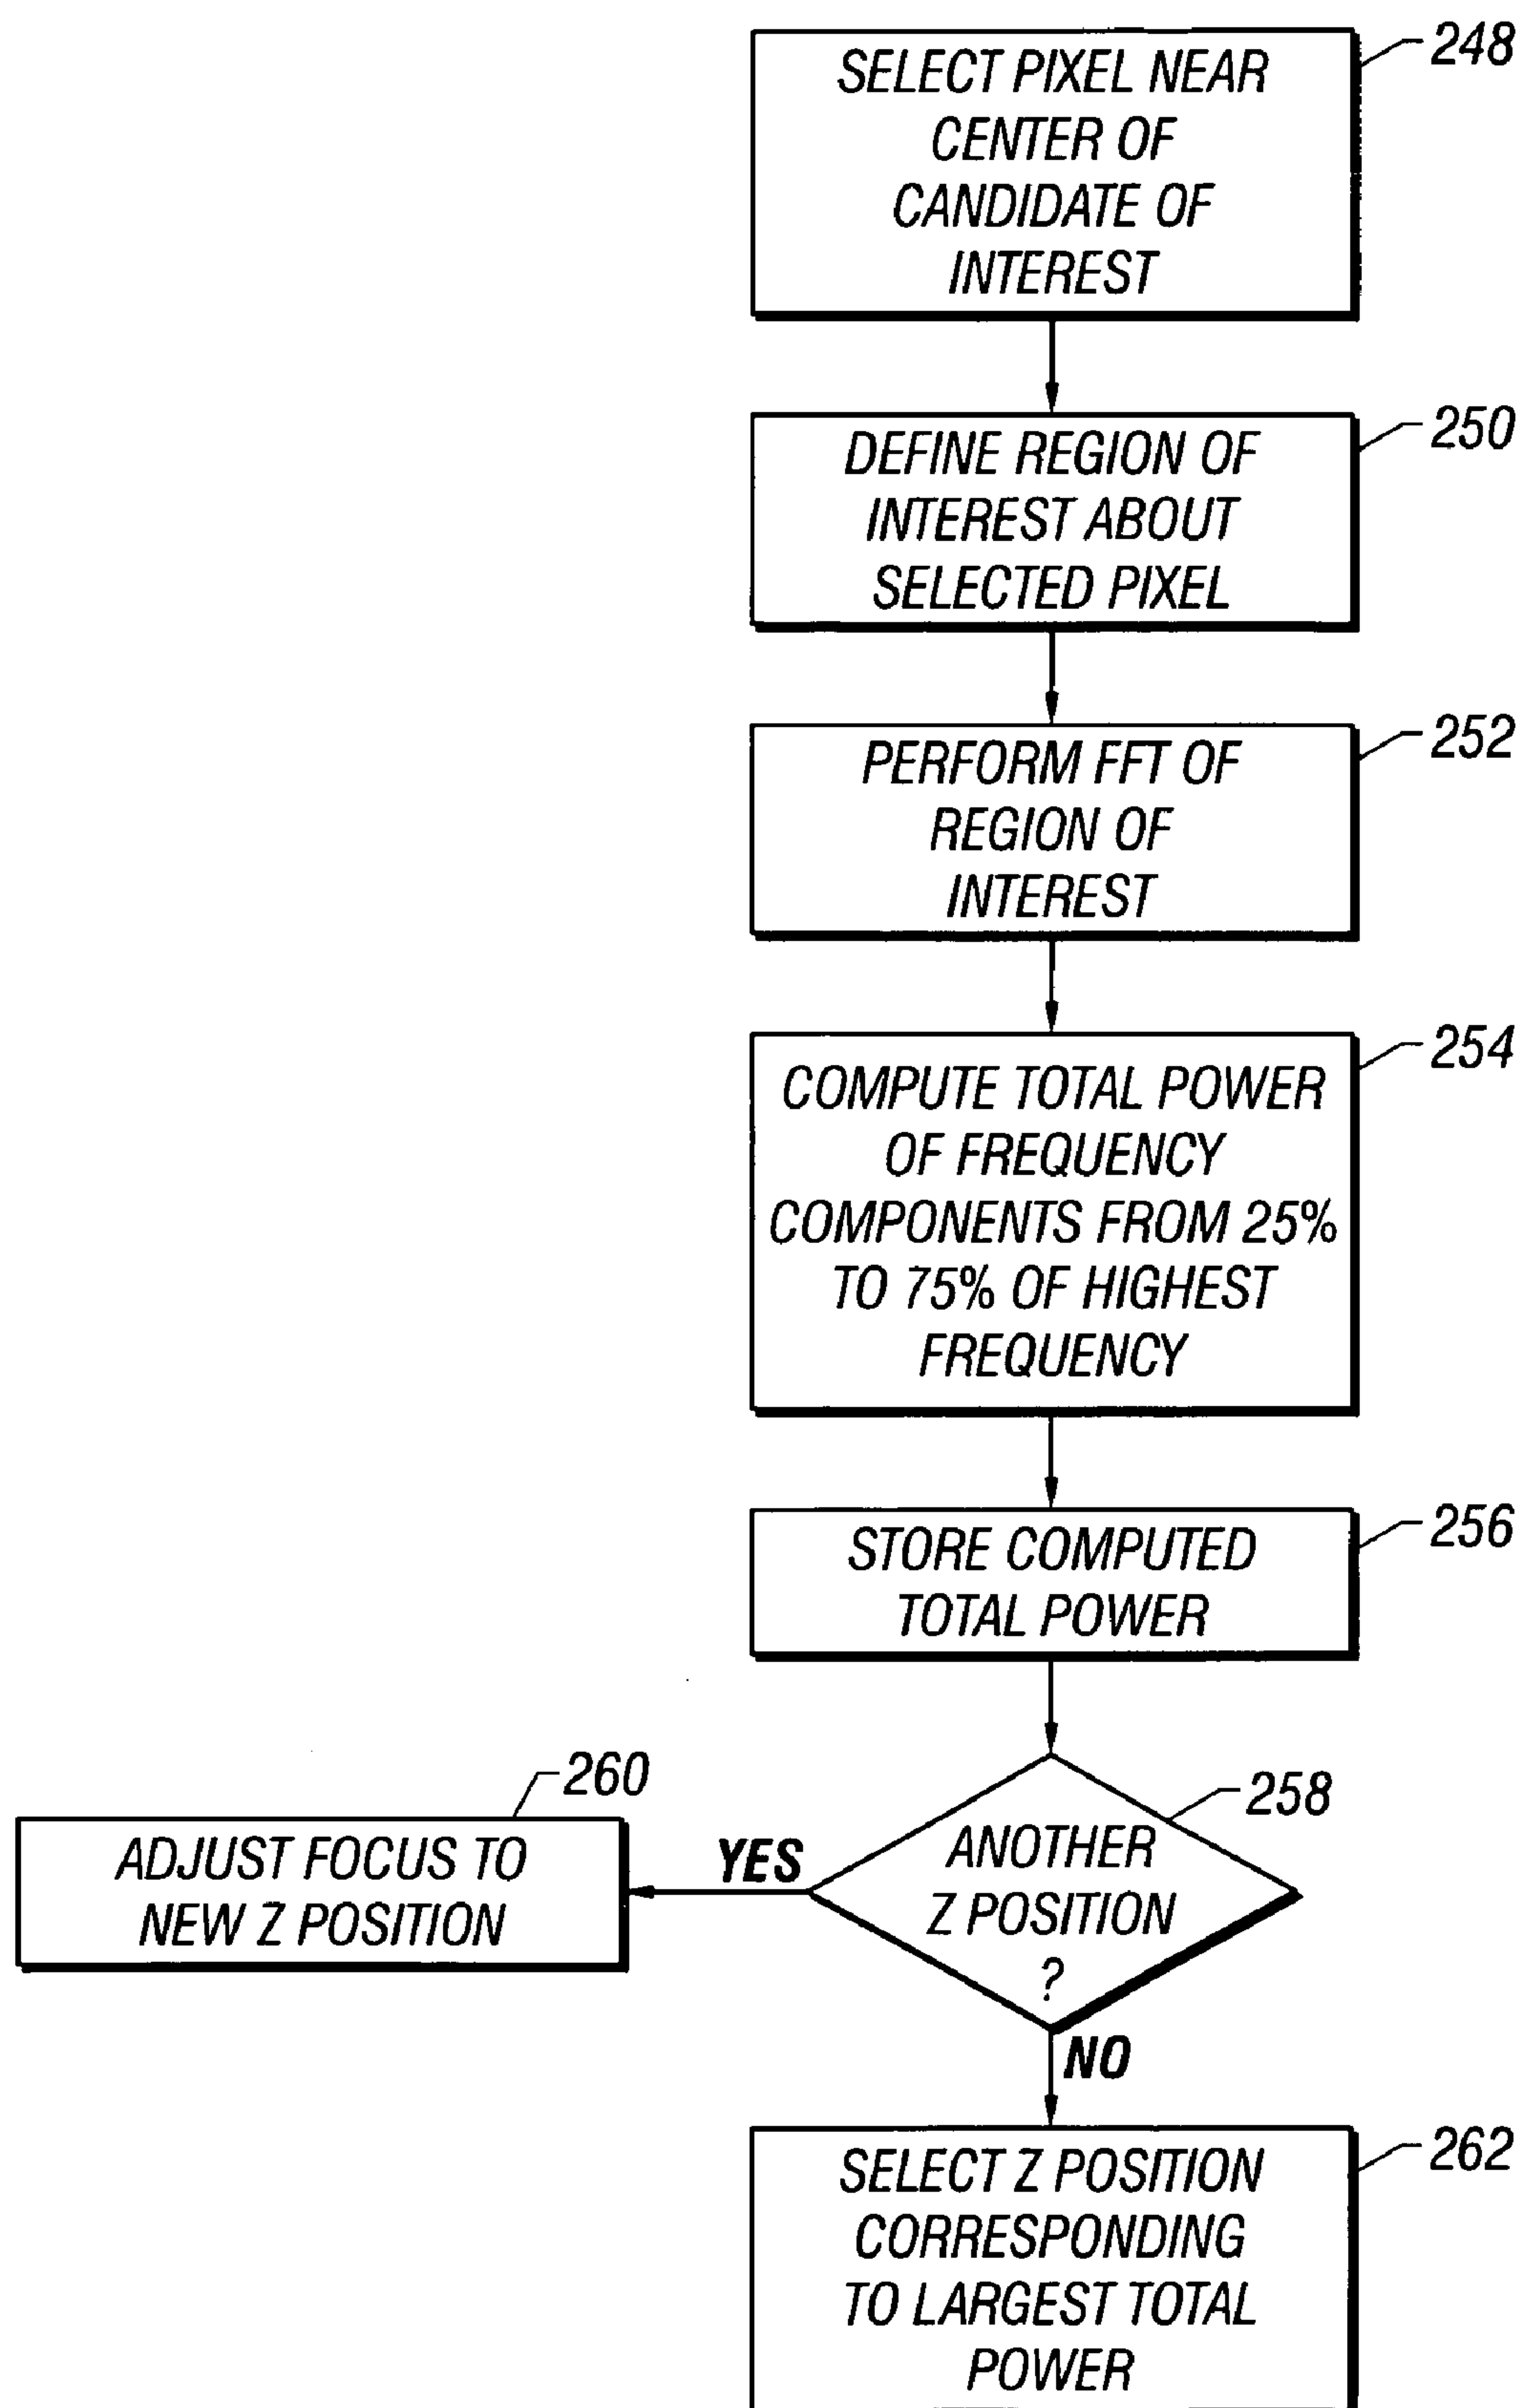 248
SELECT PIXEL NEAR
CENTER OF
CANDIDATE OF
INTEREST
250
DEFINE REGION OF
INTEREST ABOUT
SELECTED PIXEL
252
PERFORM FFT OF
REGION OF
INTEREST
254
COMPUTE TOTAL POWER
OF FREQUENCY
COMPONENTS FROM 25%
TO 75% OF HIGHEST
FREQUENCY
256
STORE COMPUTED
TOTAL POWER
258
ANOTHER
Z POSITION
?
YES
260
ADJUST FOCUS TO
NEW Z POSITION
NO
262
SELECT Z POSITION
CORRESPONDING
TO LARGEST TOTAL
POWER